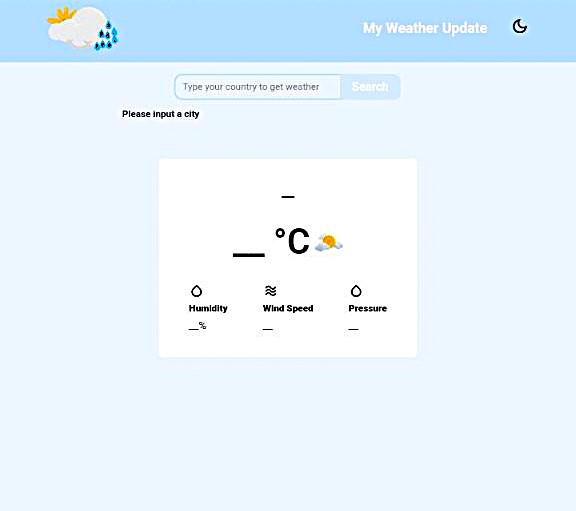 My Weather Update
Type your country to get weather
Search
Please input a city
_
__ °C
Humidity Wind Speed Pressure
__% __ __